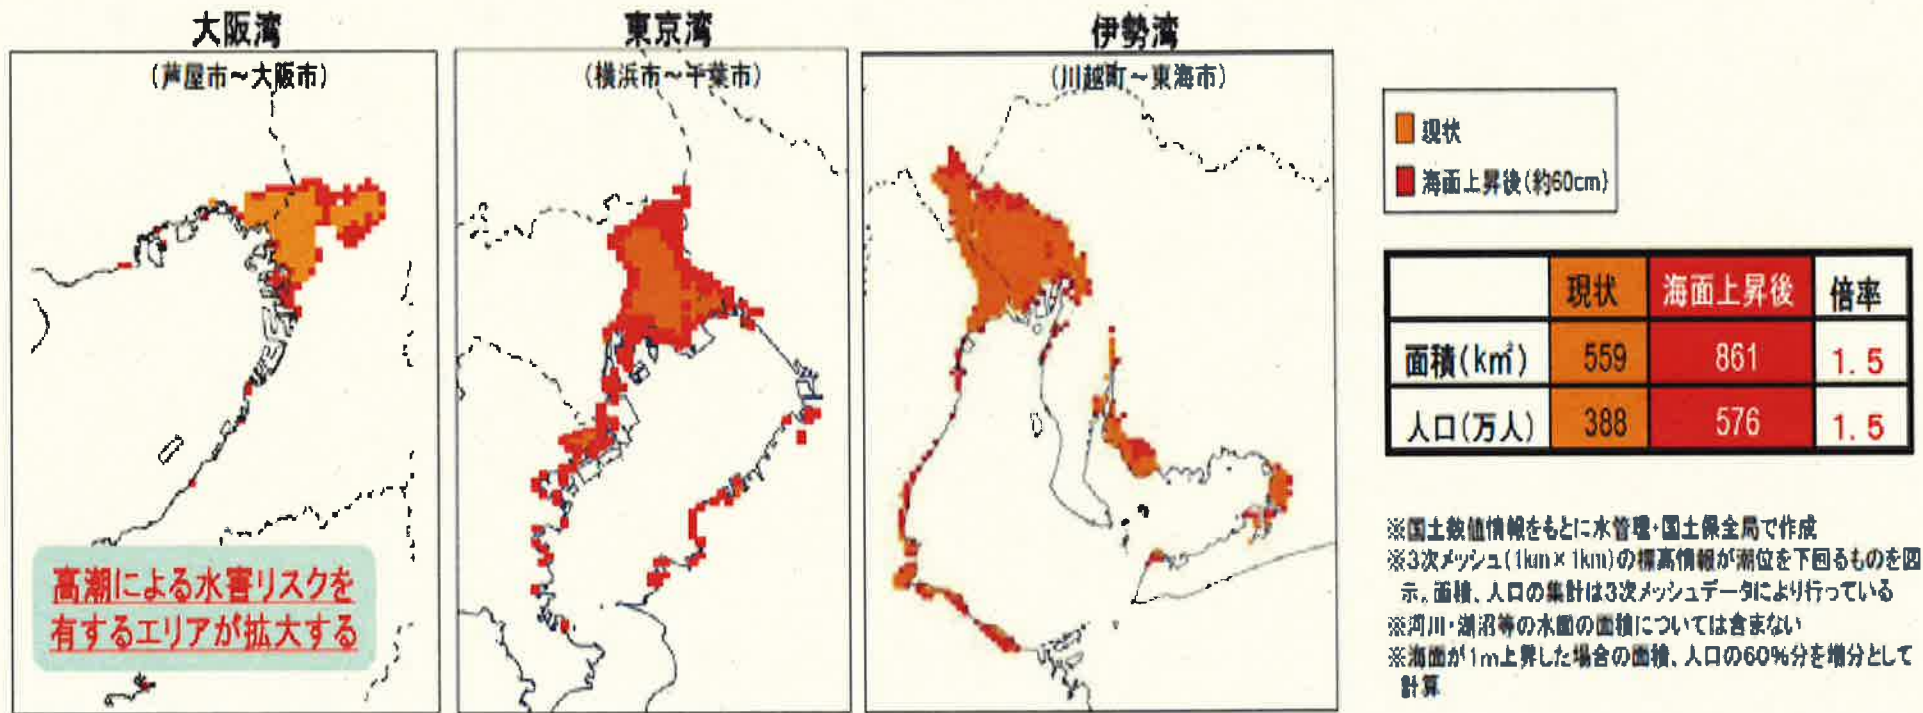 大阪湾
(芦屋市～大阪市)
高潮による水害リスクを
有するエリアが拡大する
東京湾
(横浜市～千葉市)
伊勢湾
(川越町～東海市)
現状
海面上昇後(約60cm)
現状 海面上昇後 倍率
面積(km²) 559 861 1.5
人口(万人) 388 576 1.5
※国土数値情報をもとに水管理・国土保全局で作成
※3次メッシュ(1km×1km)の標高情報が潮位を下回るものを図
示。面積、人口の集計は3次メッシュデータにより行っている
※河川・湖沼等の水面の面積については含まない
※海面が1m上昇した場合の面積、人口の60%分を増分として
計算